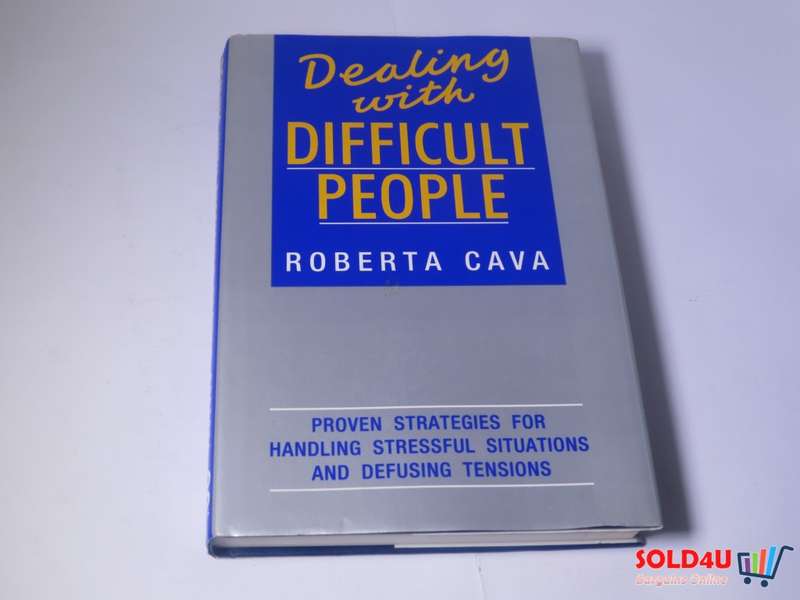 Dealing
with
DIFFICULT
PEOPLE
ROBERTA CAVA
PROVEN STRATEGIES FOR
HANDLING STRESSFUL SITUATIONS
AND DEFUSING TENSIONS
SOLD4U
Bargains Online